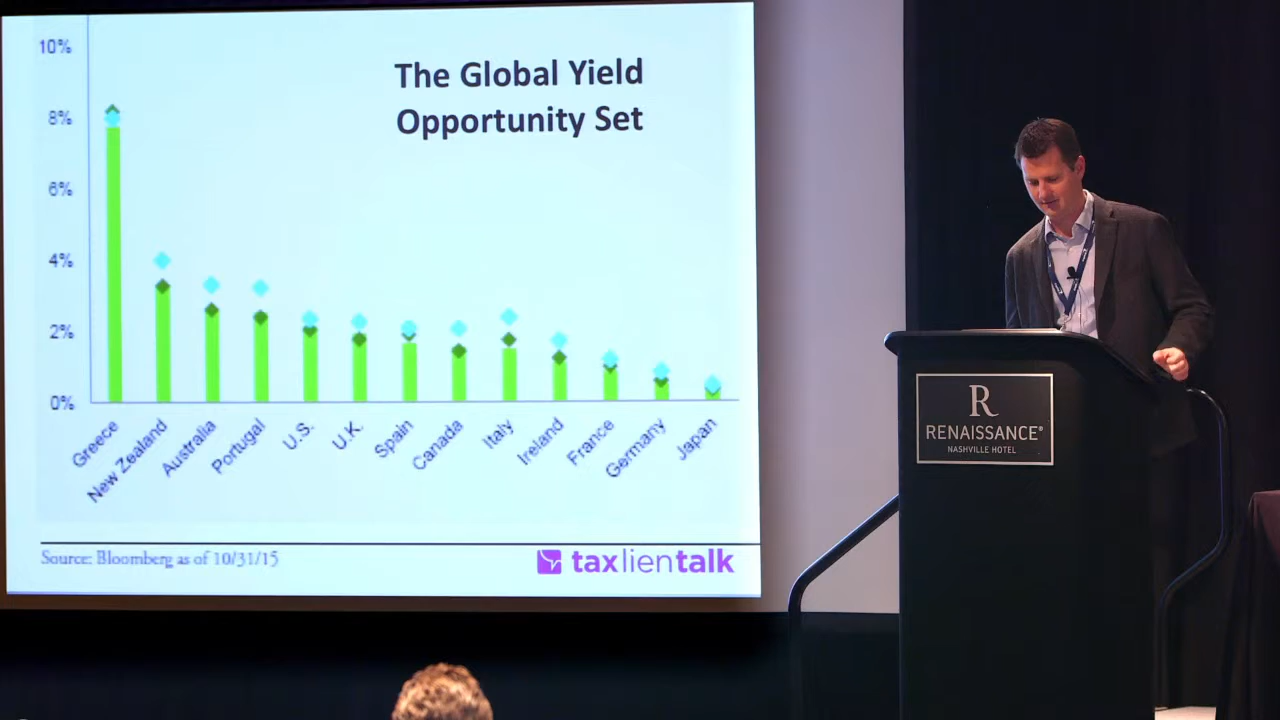 The Global Yield
Opportunity Set
10%
8%
6%
4%
2%
0%
Greece
New Zealand
Australia
Portugal
U.S.
U.K.
Spain
Canada
Italy
Ireland
France
Germany
Japan
Source: Bloomberg as of 10/31/15
taxlientalk
R
RENAISSANCE®
NASHVILLE HOTEL